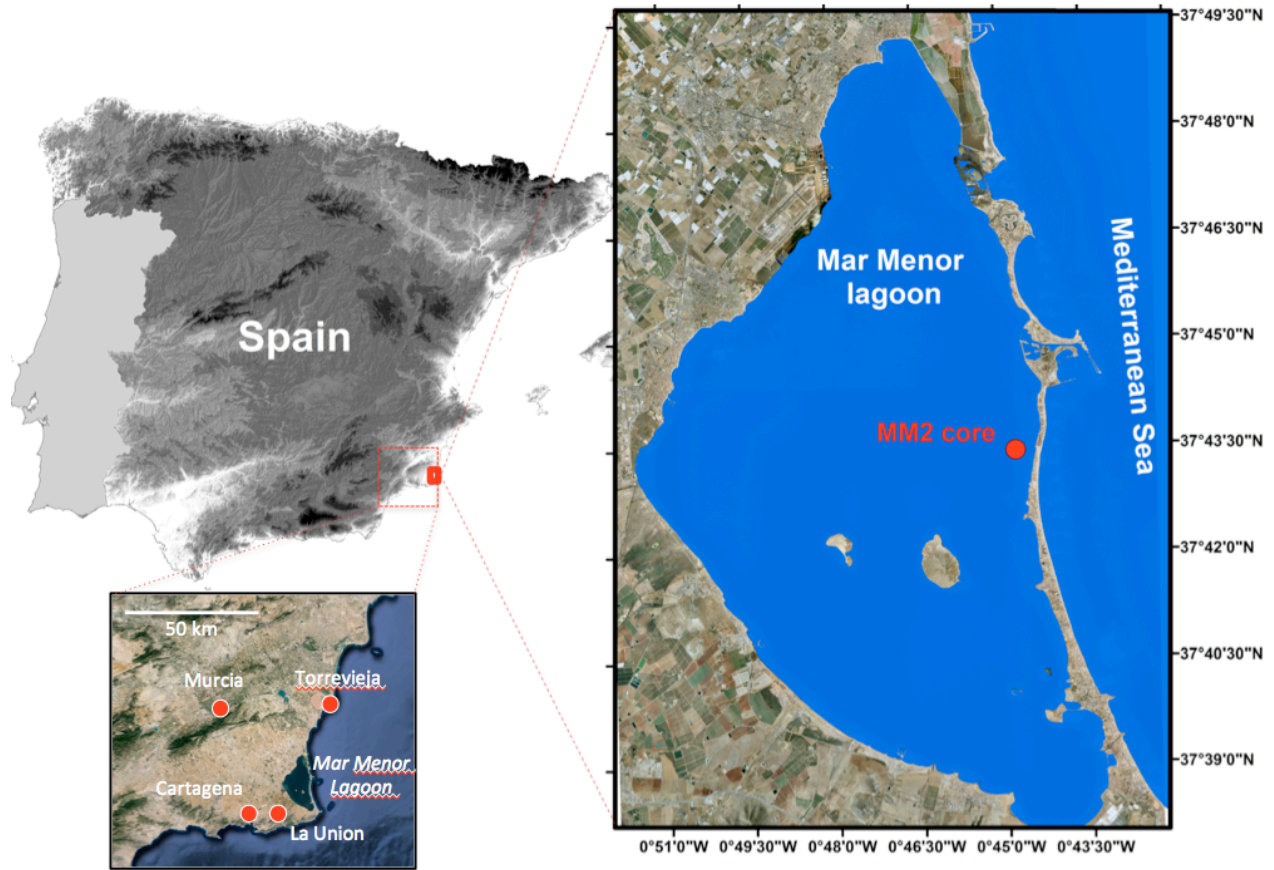 Spain
50 km
Murcia
Torrevieja
Mar Menor
Lagoon
Cartagena
La Union
Mar Menor
lagoon
Mediterranean Sea
MM2 core
37°49'30"N
37°48'0"N
37°46'30"N
37°45'0"N
37°43'30"N
37°42'0"N
37°40'30"N
37°39'0"N
0°51'0"W 0°49'30"W 0°48'0"W 0°46'30"W 0°45'0"W 0°43'30"W